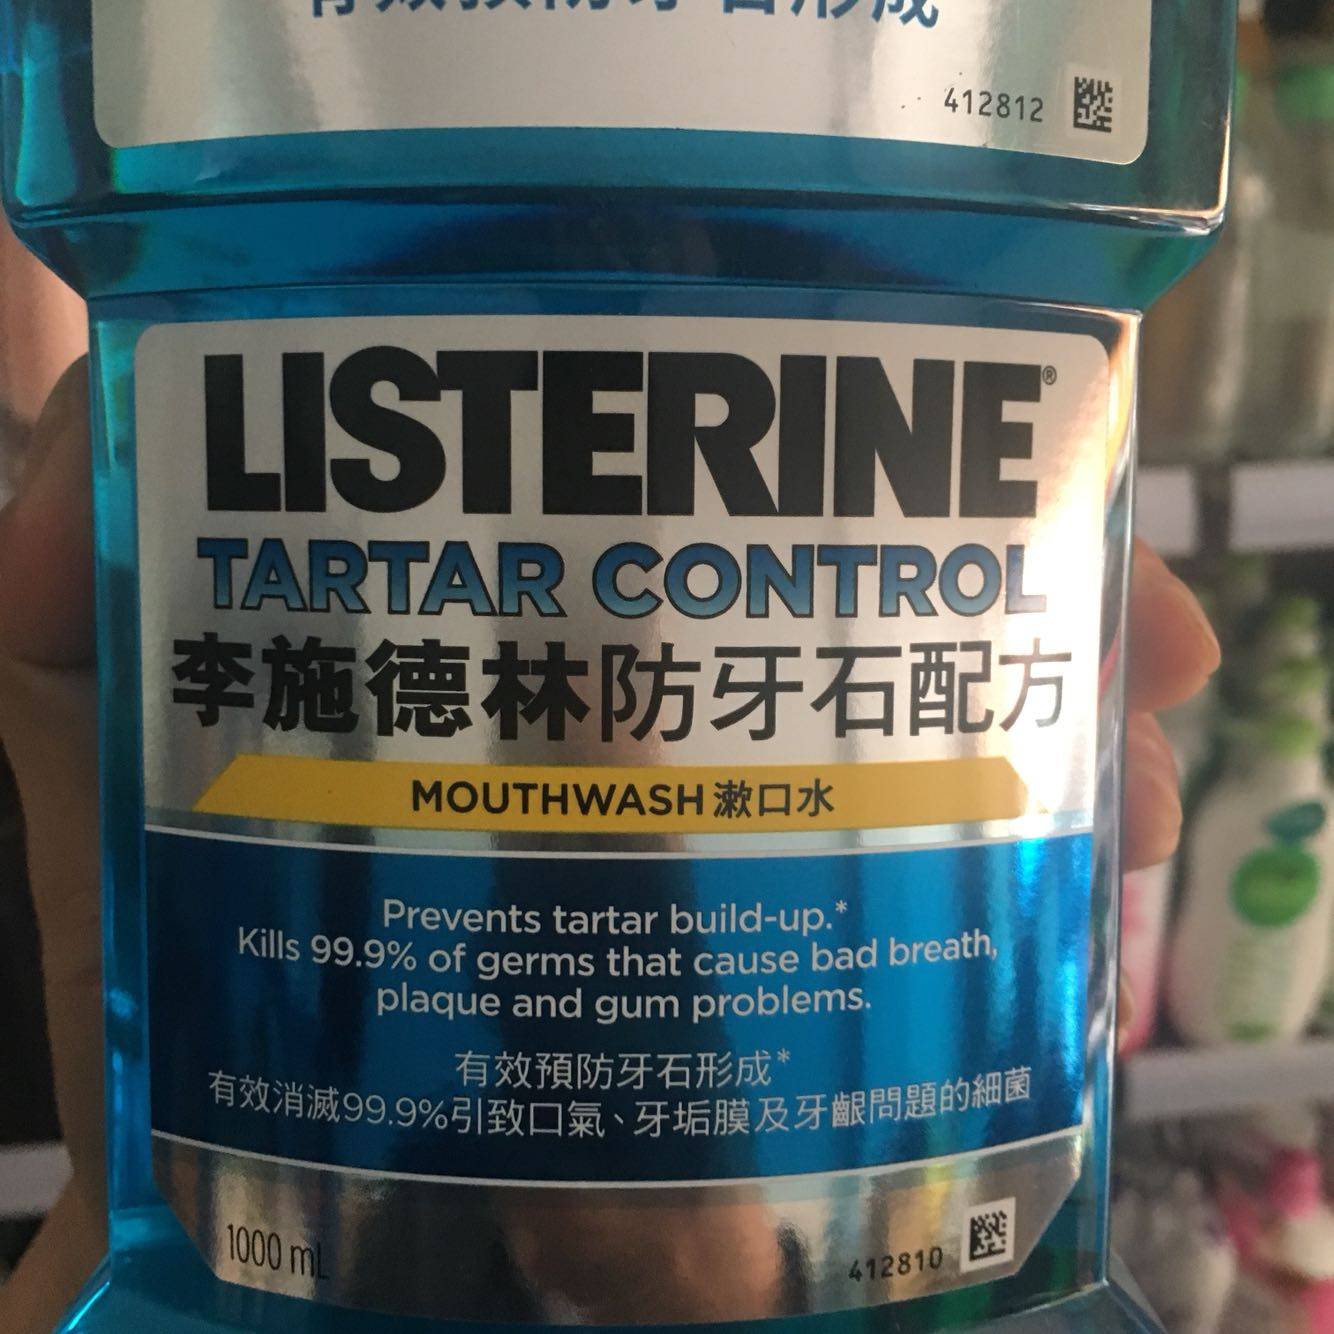 412812
LISTERINE®
TARTAR CONTROL
李施德林防牙石配方
MOUTHWASH 漱口水
Prevents tartar build-up.*
Kills 99.9% of germs that cause bad breath,
plaque and gum problems.
有效預防牙石形成*
有效消滅99.9%引致口氣、牙垢膜及牙齦問題的細菌
1000 mL
412810